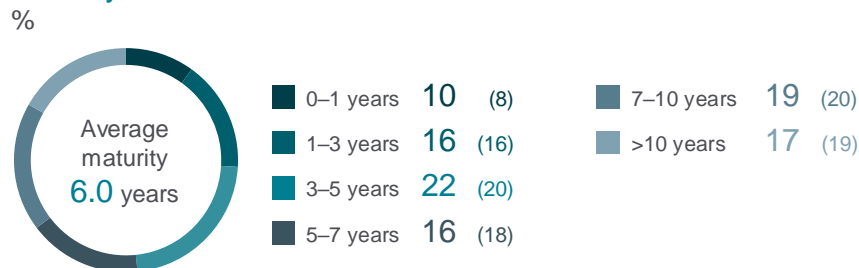 %
Average
maturity
6.0 years
0–1 years 10 (8)
1–3 years 16 (16)
3–5 years 22 (20)
5–7 years 16 (18)
7–10 years 19 (20)
>10 years 17 (19)